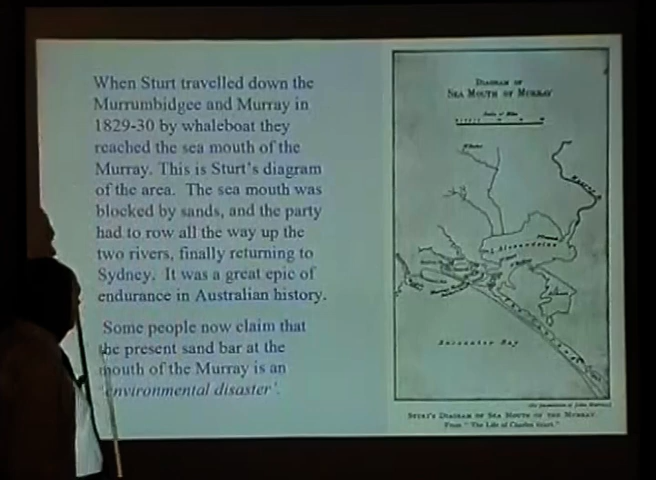 When Sturt travelled down the
Murrumbidgee and Murray in
1829-30 by whaleboat they
reached the sea mouth of the
Murray. This is Sturt's diagram
of the area. The sea mouth was
blocked by sands, and the party
had to row all the way up the
two rivers, finally returning to
Sydney. It was a great epic of
endurance in Australian history.
Some people now claim that
the present sand bar at the
mouth of the Murray is an
'environmental disaster'.
DIAGRAM OF
SEA MOUTH OF MURRAY
Scale of Miles
Alexandrina
Encounter Bay
STURT'S DIAGRAM OF SEA MOUTH OF THE MURRAY.
From "The Life of Charles Sturt."